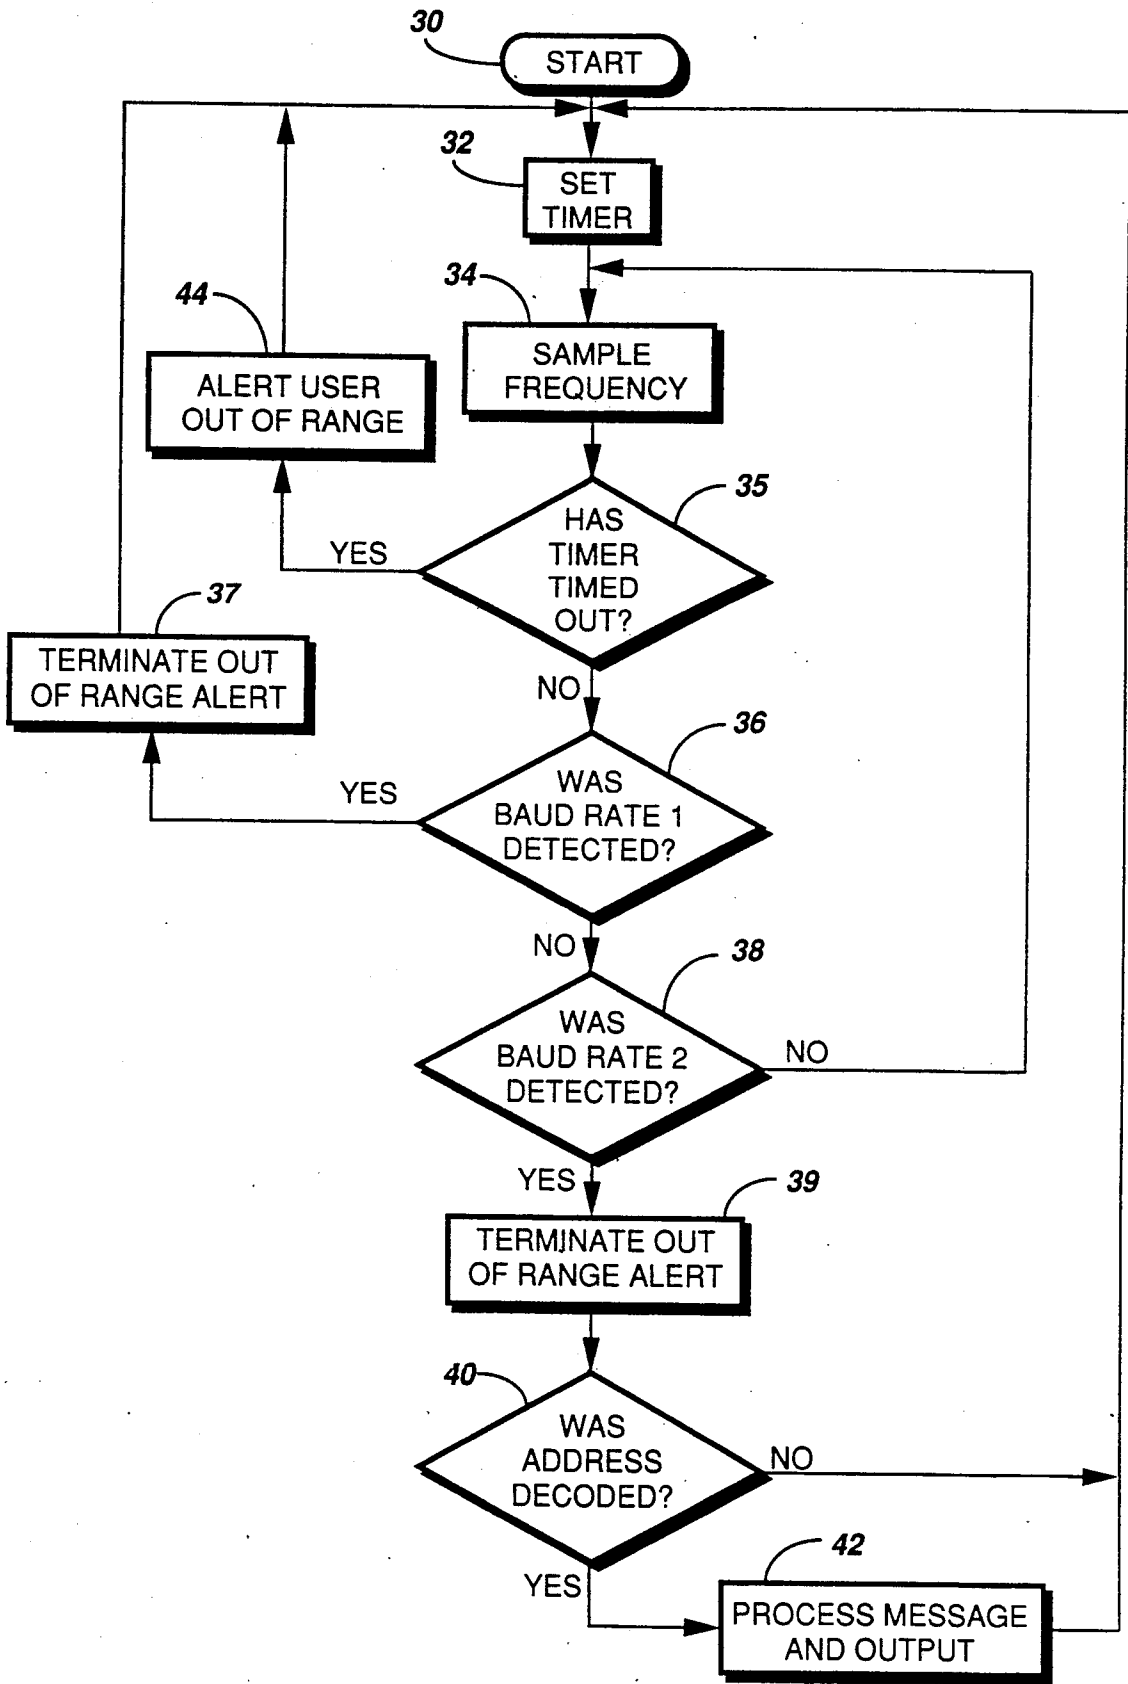 30
START
32
SET
TIMER
34
SAMPLE
FREQUENCY
44
ALERT USER
OUT OF RANGE
35
HAS
TIMER
TIMED
OUT?
YES
NO
37
TERMINATE OUT
OF RANGE ALERT
36
WAS
BAUD RATE 1
DETECTED?
YES
NO
38
WAS
BAUD RATE 2
DETECTED?
NO
YES
39
TERMINATE OUT
OF RANGE ALERT
40
WAS
ADDRESS
DECODED?
NO
YES
42
PROCESS MESSAGE
AND OUTPUT